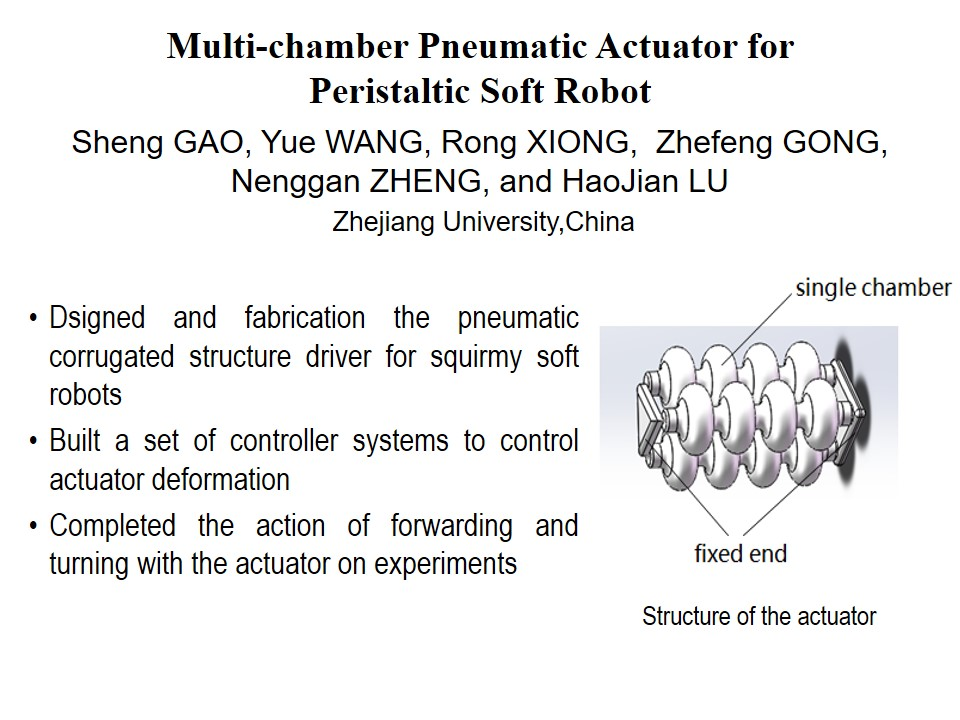 Multi-chamber Pneumatic Actuator for
Peristaltic Soft Robot
Sheng GAO, Yue WANG, Rong XIONG,  Zhefeng GONG,
Nenggan ZHENG, and HaoJian LU
Zhejiang University,China
• Dsigned and fabrication the pneumatic
corrugated structure driver for squirmy soft
robots
• Built a set of controller systems to control
actuator deformation
• Completed the action of forwarding and
turning with the actuator on experiments
single chamber
fixed end
Structure of the actuator